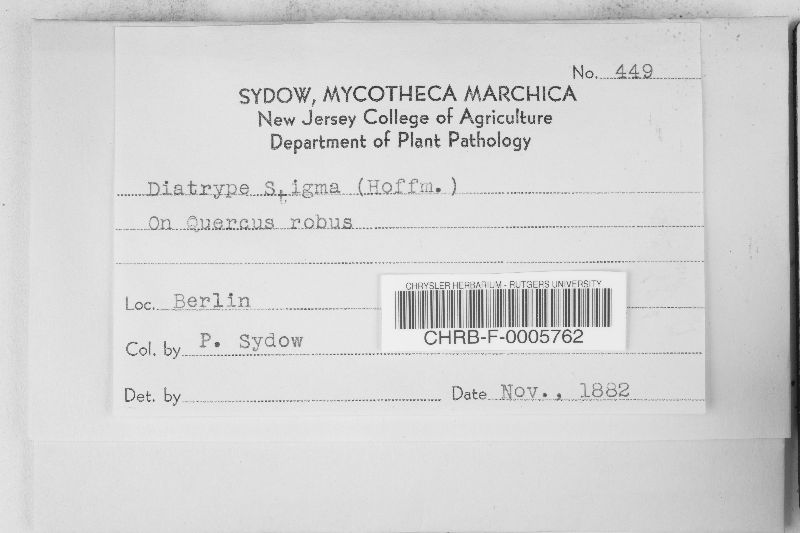 No. 449
SYDOW, MYCOTHECA MARCHICA
New Jersey College of Agriculture
Department of Plant Pathology
Diatrype Stigma (Hoffm.)
On Quercus robus
Loc. Berlin
CHRYSLER HERBARIUM - RUTGERS UNIVERSITY
CHRB-F-0005762
Col. by P. Sydow
Det. by
Date Nov., 1882